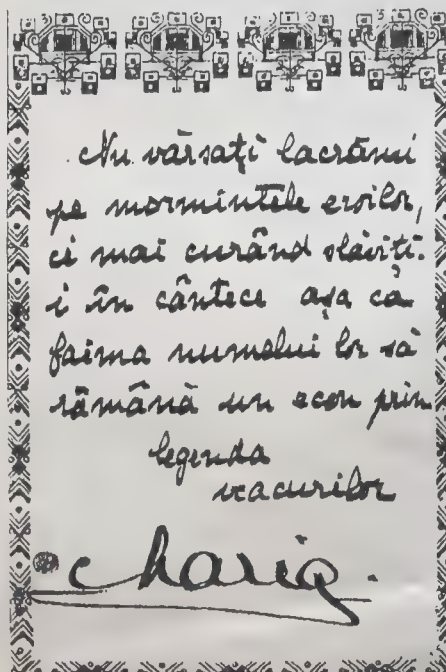 Nu vărsați lacrămi
pe mormintele eroilor,
ci mai curând slăviți-
i în cântece așa ca
faima numelui lor să
rămână un ecou prin
legenda
veacurilor
Maria.